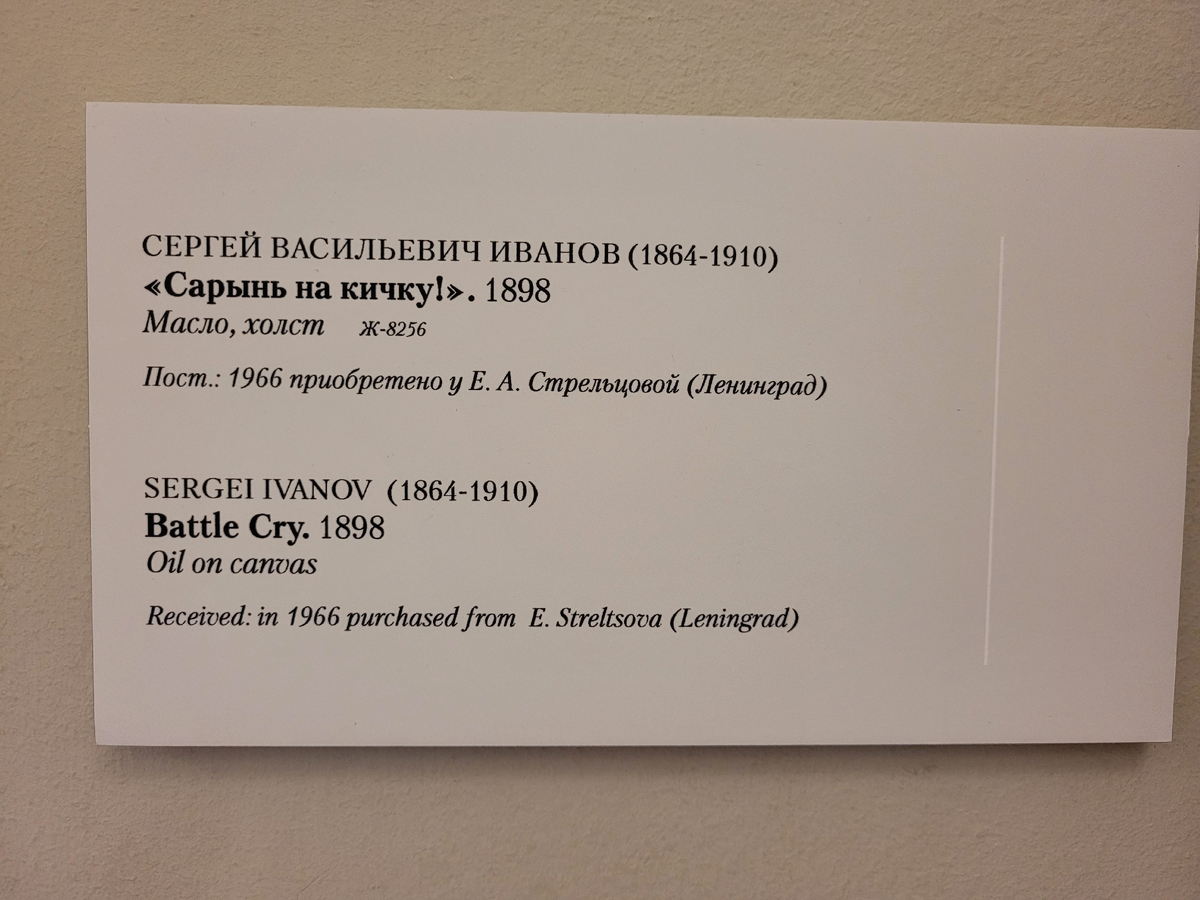 СЕРГЕЙ ВАСИЛЬЕВИЧ ИВАНОВ (1864-1910)
«Сарынь на кичку!». 1898
Масло, холст Ж-8256
Пост.: 1966 приобретено у Е. А. Стрельцовой (Ленинград)
SERGEI IVANOV (1864-1910)
Battle Cry. 1898
Oil on canvas
Received: in 1966 purchased from E. Streltsova (Leningrad)